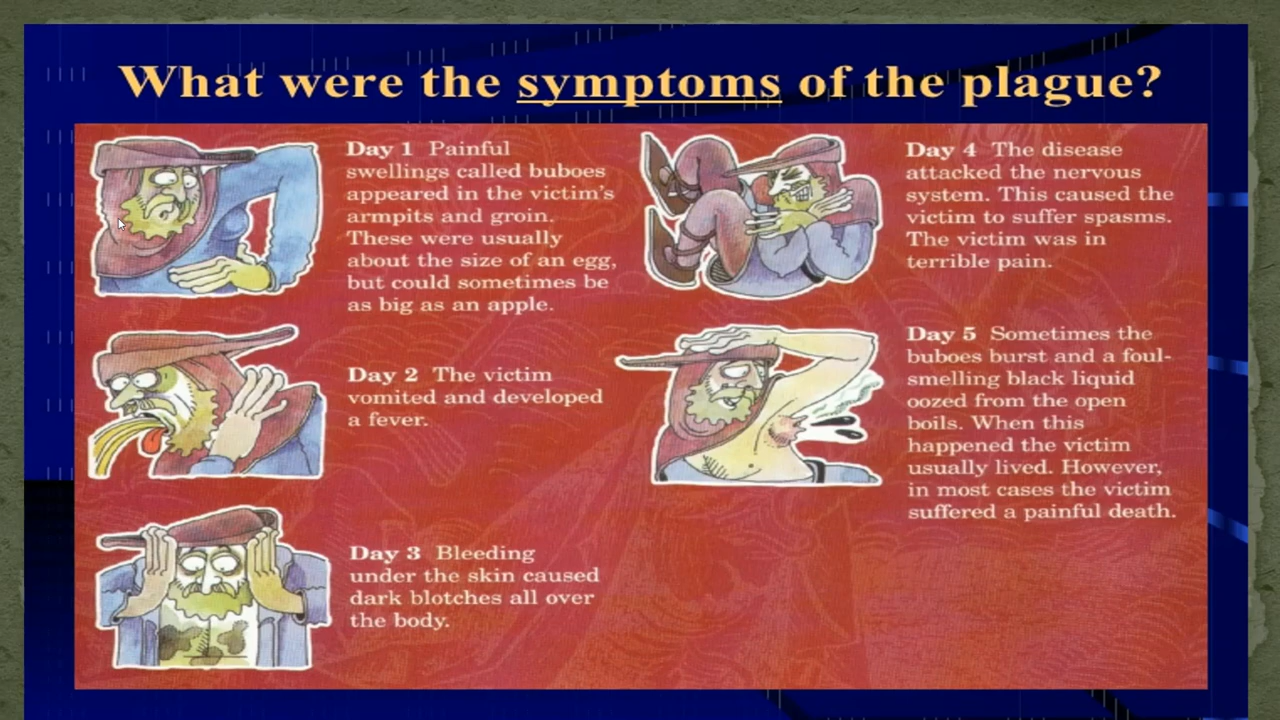 What were the symptoms of the plague?
Day 1 Painful
swellings called buboes
appeared in the victim's
armpits and groin.
These were usually
about the size of an egg,
but could sometimes be
as big as an apple.
Day 2 The victim
vomited and developed
a fever.
Day 3 Bleeding
under the skin caused
dark blotches all over
the body.
Day 4 The disease
attacked the nervous
system. This caused the
victim to suffer spasms.
The victim was in
terrible pain.
Day 5 Sometimes the
buboes burst and a foul-
smelling black liquid
oozed from the open
boils. When this
happened the victim
usually lived. However,
in most cases the victim
suffered a painful death.